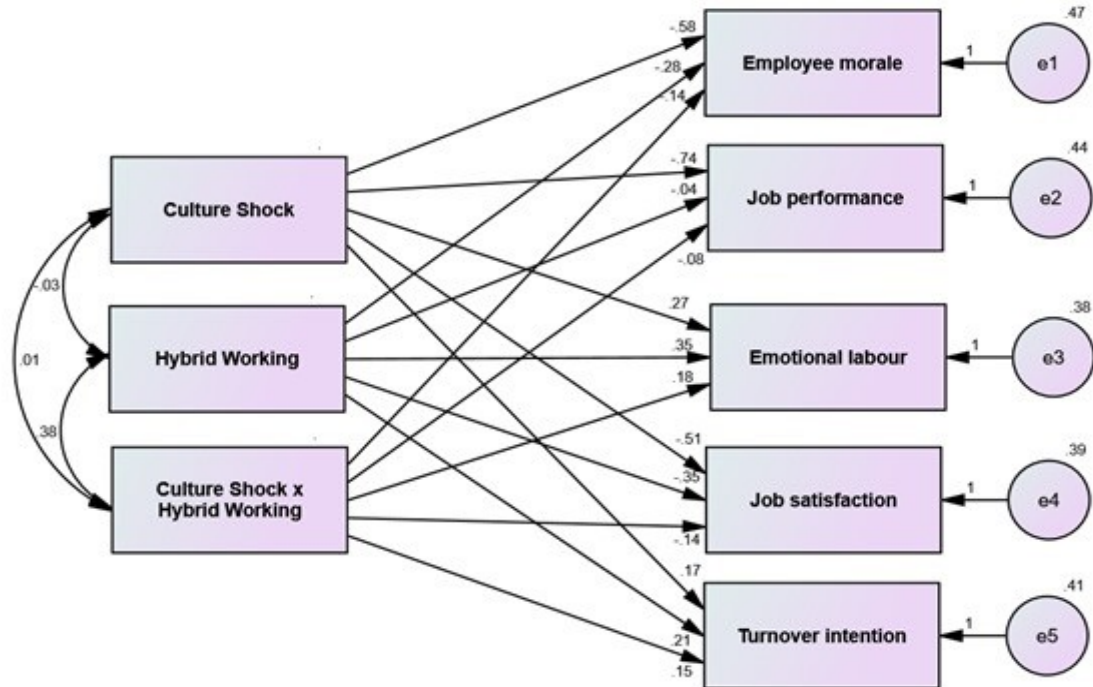 .47
-.58
1
Employee morale
e1
-.28
-.14
.44
-.74
1
Culture Shock
-.04
Job performance
e2
-.08
-.03
.27
.38
.01
Hybrid Working
.35
Emotional labour
1
e3
.18
.38
-.51
.39
Culture Shock x
Hybrid Working
-.35
Job satisfaction
1
e4
-.14
.17
.41
1
.21
Turnover intention
e5
.15